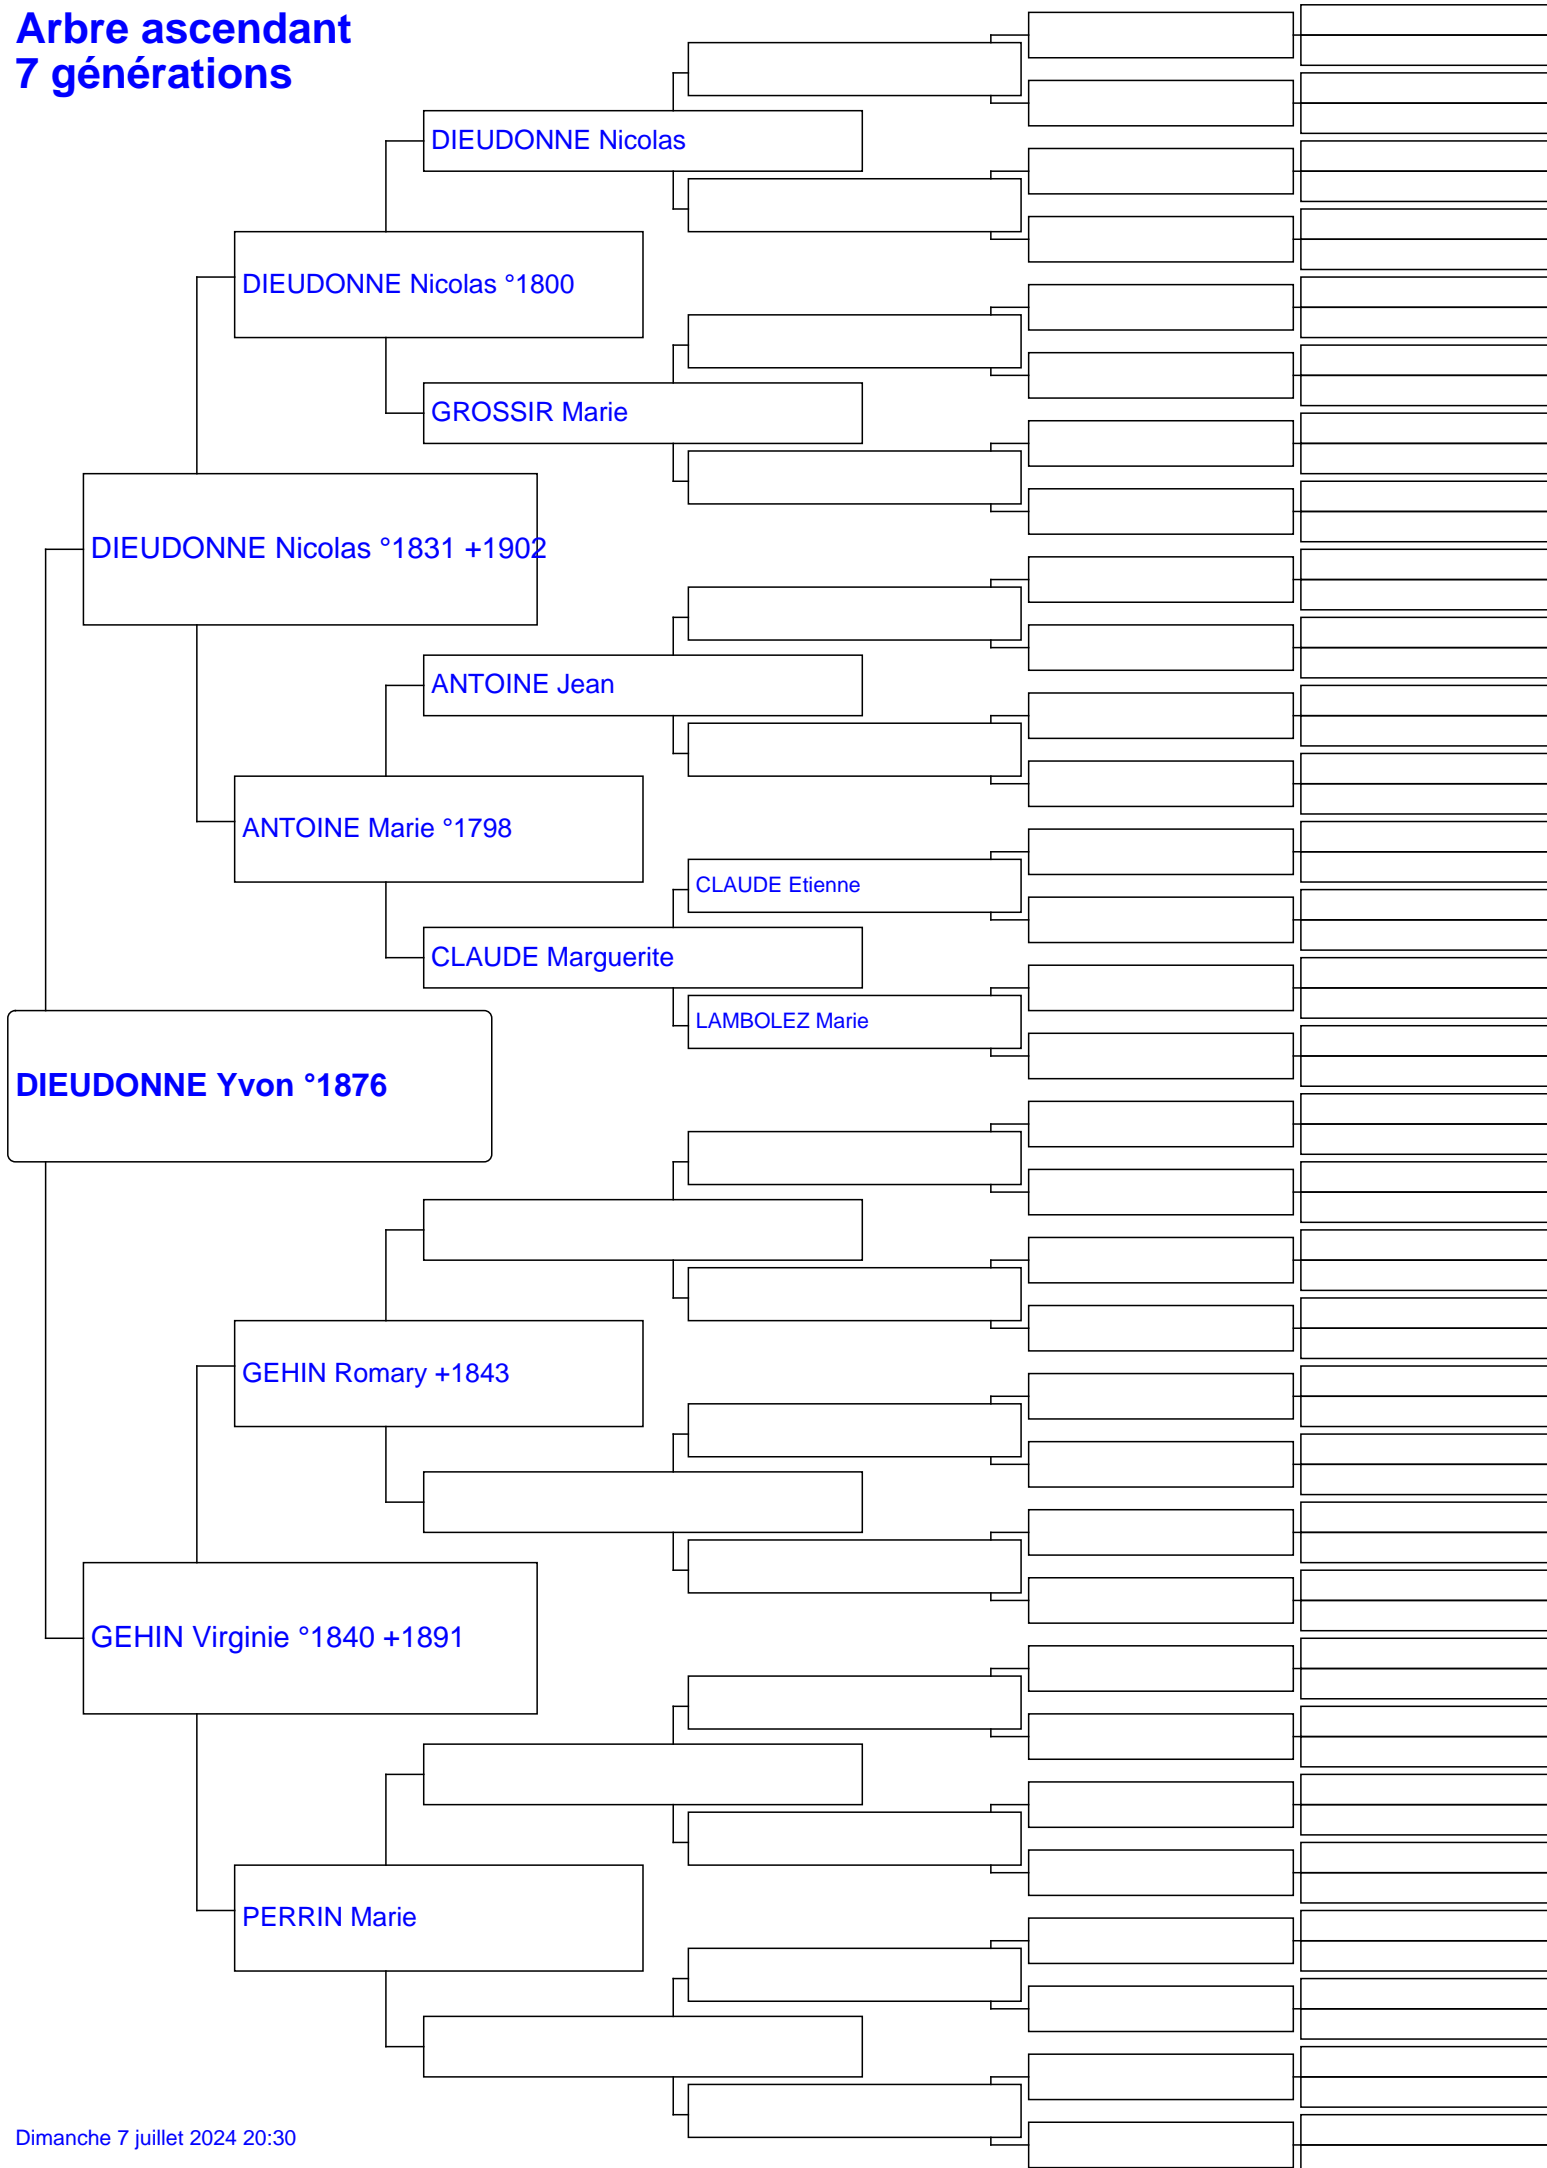 Arbre ascendant
7 générations
DIEUDONNE Nicolas
DIEUDONNE Nicolas °1800
GROSSIR Marie
DIEUDONNE Nicolas °1831 +1902
ANTOINE Jean
ANTOINE Marie °1798
CLAUDE Etienne
CLAUDE Marguerite
LAMBOLEZ Marie
DIEUDONNE Yvon °1876
GEHIN Romary +1843
GEHIN Virginie °1840 +1891
PERRIN Marie
Dimanche 7 juillet 2024 20:30